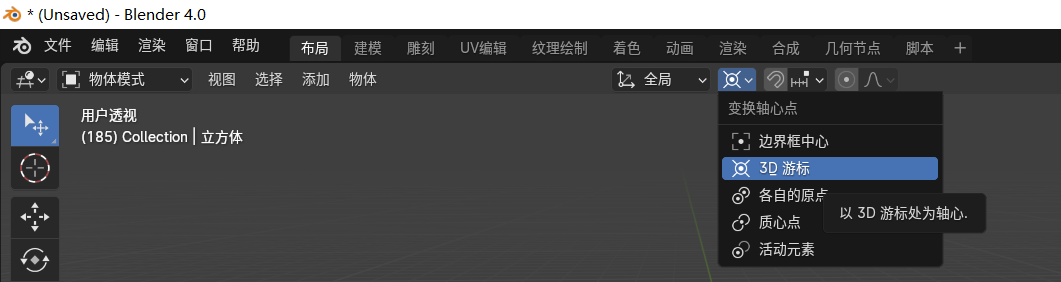 * (Unsaved) - Blender 4.0
文件 编辑 渲染 窗口 帮助 布局 建模 雕刻 UV编辑 纹理绘制 着色 动画 渲染 合成 几何节点 脚本 +
物体模式 视图 选择 添加 物体 全局
用户透视
(185) Collection | 立方体
变换轴心点
边界框中心
3D 游标
各自的原点
以 3D 游标处为轴心.
质心点
活动元素